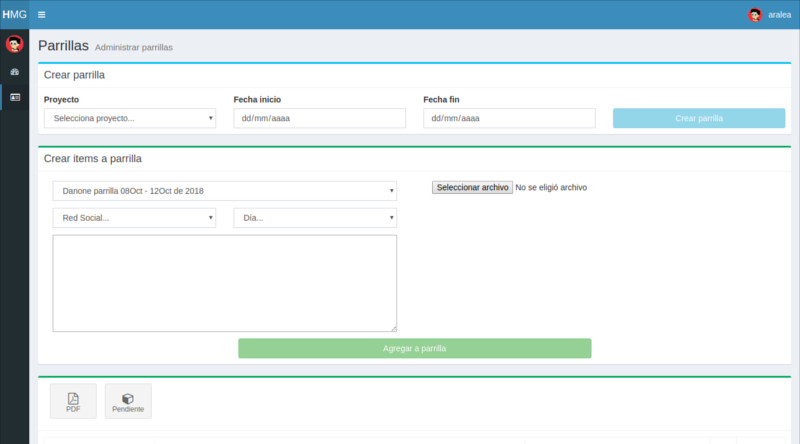 HMG
aralea
Parrillas Administrar parrillas
Crear parrilla
Proyecto Fecha inicio Fecha fin
Selecciona proyecto... dd/mm/aaaa dd/mm/aaaa Crear parrilla
Crear items a parrilla
Danone parrilla 08Oct - 12Oct de 2018 Seleccionar archivo No se eligió archivo
Red Social... Día...
Agregar a parrilla
PDF Pendiente